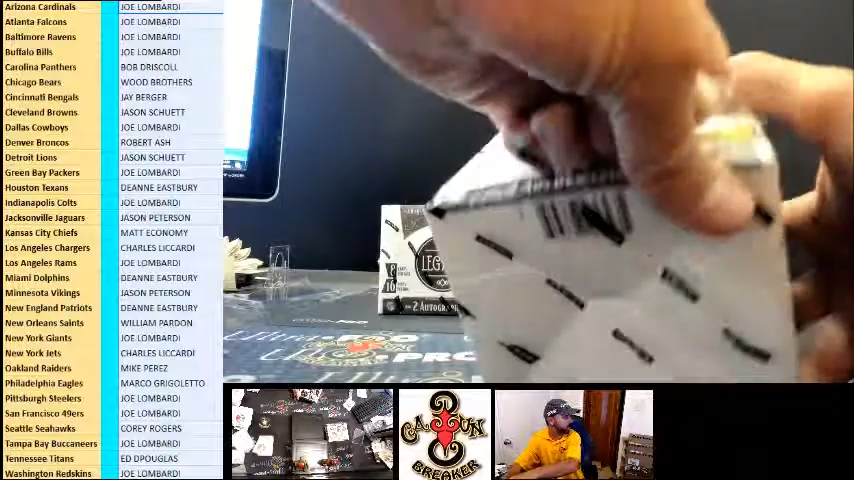 Arizona Cardinals JOE LOMBARDI
Atlanta Falcons JOE LOMBARDI
Baltimore Ravens JOE LOMBARDI
Buffalo Bills JOE LOMBARDI
Carolina Panthers BOB DRISCOLL
Chicago Bears WOOD BROTHERS
Cincinnati Bengals JAY BERGER
Cleveland Browns JASON SCHUETT
Dallas Cowboys JOE LOMBARDI
Denver Broncos ROBERT ASH
Detroit Lions JASON SCHUETT
Green Bay Packers JOE LOMBARDI
Houston Texans DEANNE EASTBURY
Indianapolis Colts JOE LOMBARDI
Jacksonville Jaguars JASON PETERSON
Kansas City Chiefs MATT ECONOMY
Los Angeles Chargers CHARLES LICCARDI
Los Angeles Rams JOE LOMBARDI
Miami Dolphins DEANNE EASTBURY
Minnesota Vikings JASON PETERSON
New England Patriots DEANNE EASTBURY
New Orleans Saints WILLIAM PARDON
New York Giants JOE LOMBARDI
New York Jets CHARLES LICCARDI
Oakland Raiders MIKE PEREZ
Philadelphia Eagles MARCO GRIGOLETTO
Pittsburgh Steelers JOE LOMBARDI
San Francisco 49ers JOE LOMBARDI
Seattle Seahawks COREY ROGERS
Tampa Bay Buccaneers JOE LOMBARDI
Tennessee Titans ED DPOUGLAS
Washington Redskins JOE LOMBARDI
LEG
2 AUTOGRAP
PRO
CAJUN
BREAKER